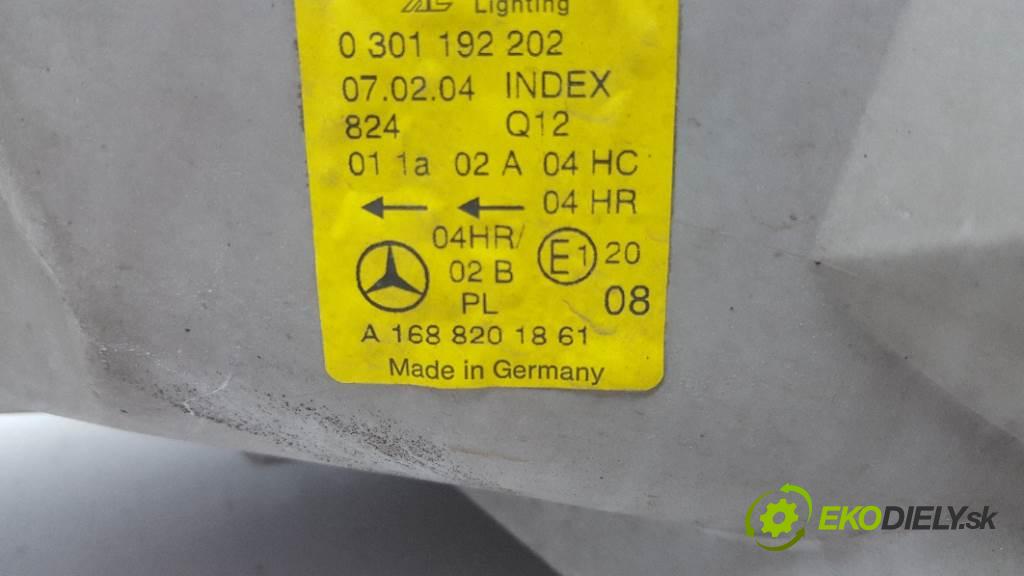 AL Lighting
0 301 192 202
07.02.04 INDEX
824 Q12
01 1a 02 A 04 HC
04 HR
04HR/
02 B E1 20
PL 08
A 168 820 18 61
Made in Germany
EKODIELY.sk